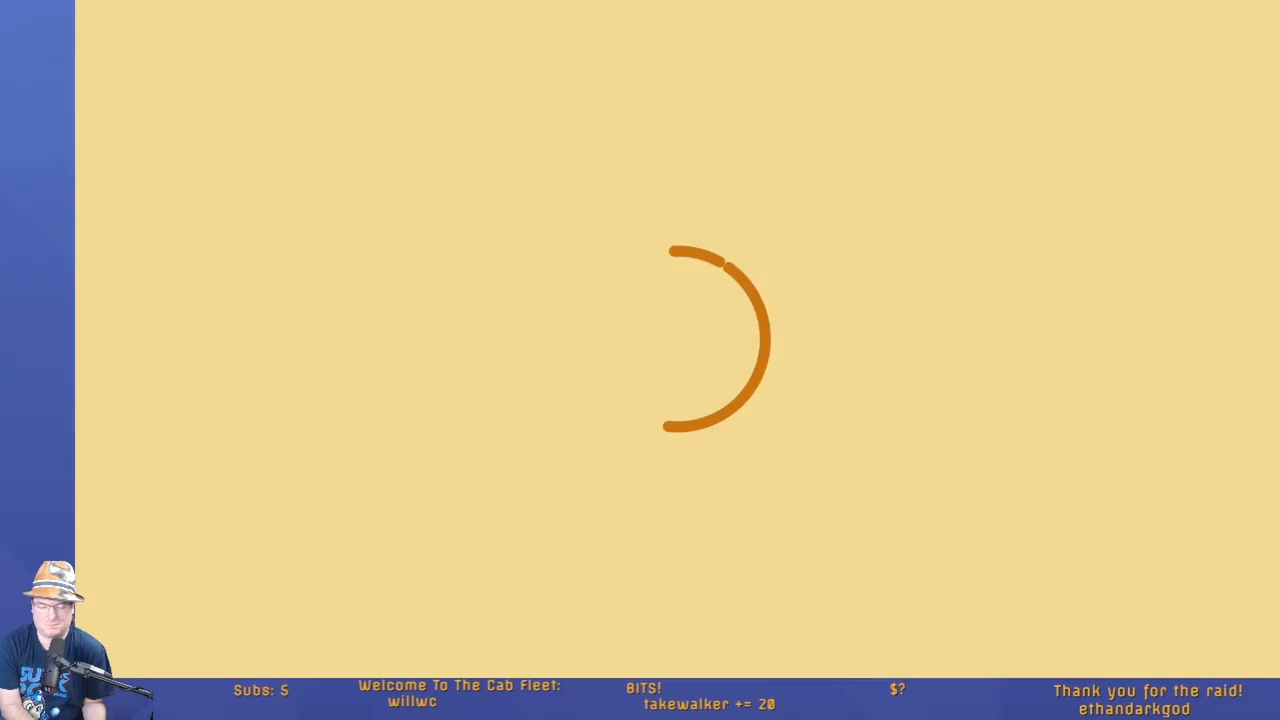 Subs: 5
Welcome To The Cab Fleet:
willwc
BITS!
takewalker += 20
$?
Thank you for the raid!
ethandarkgod